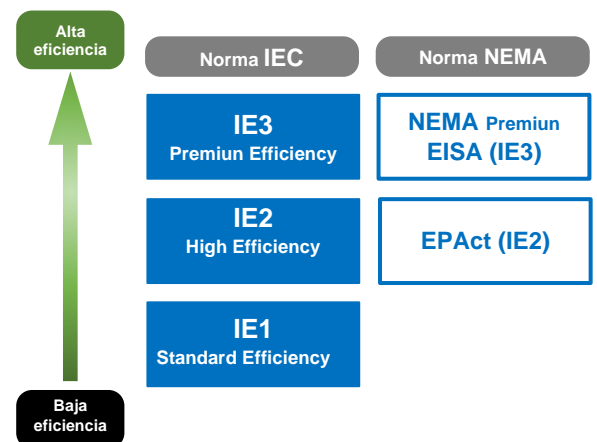 Alta
eficiencia
Norma IEC
Norma NEMA
IE3
Premiun Efficiency
NEMA Premiun
EISA (IE3)
IE2
High Efficiency
EPAct (IE2)
IE1
Standard Efficiency
Baja
eficiencia